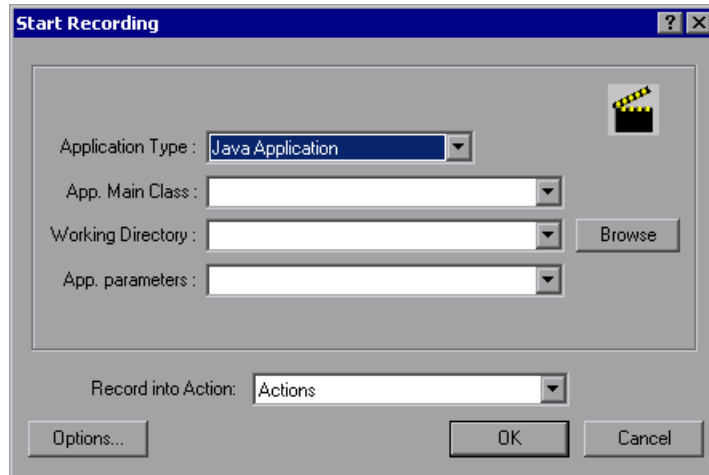 Start Recording
Application Type : Java Application
App. Main Class :
Working Directory : Browse
App. parameters :
Record into Action: Actions
Options... OK Cancel